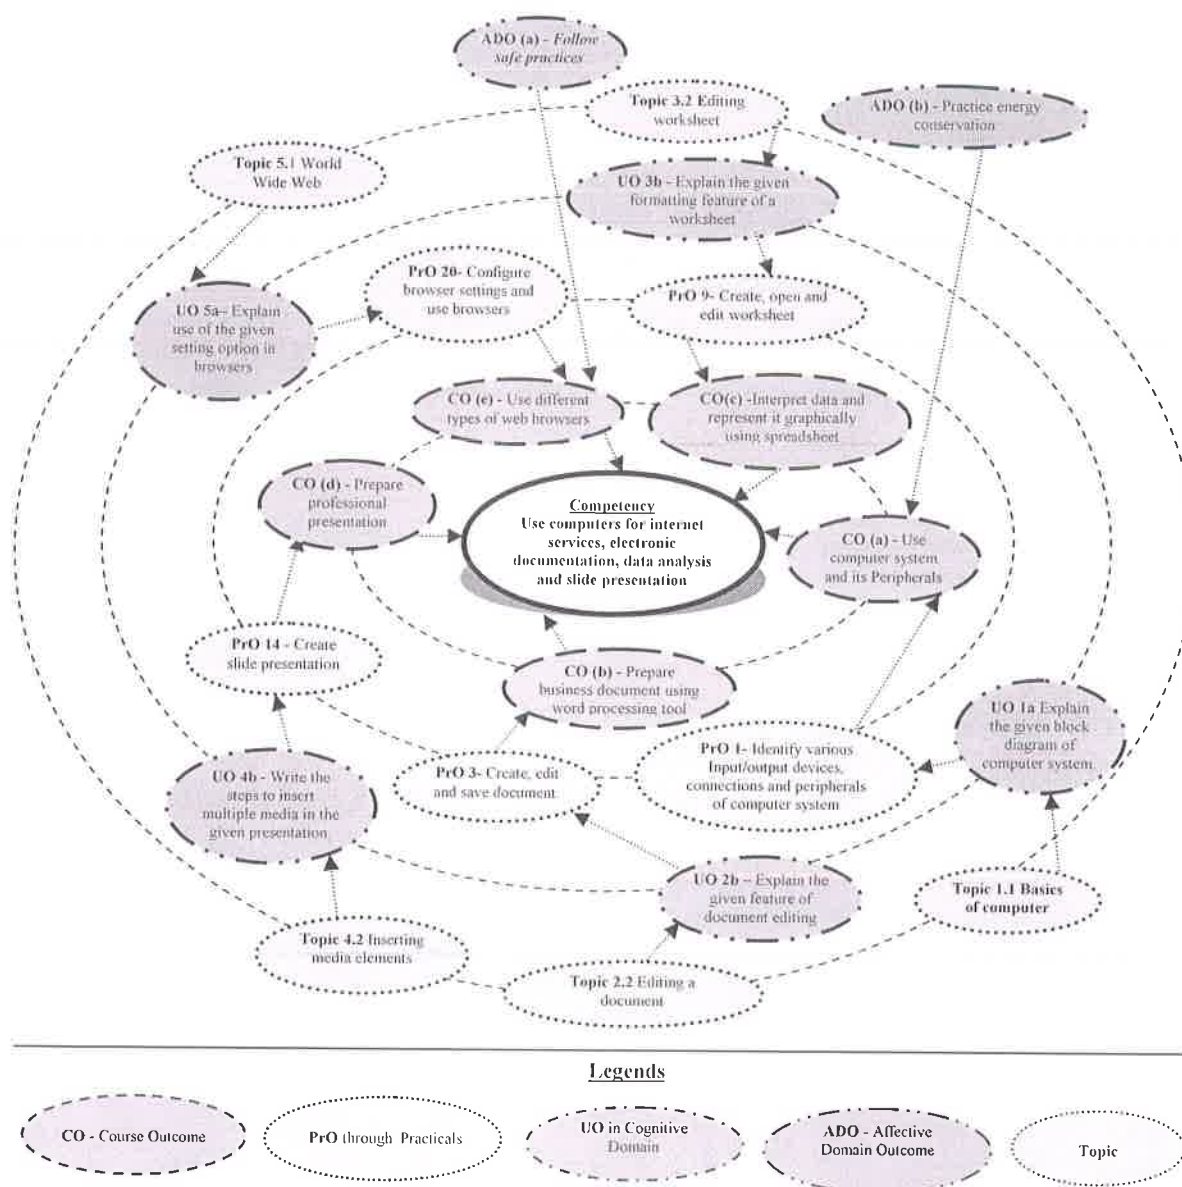 ADO (a) - Follow
safe practices
Topic 3.2 Editing
worksheet
ADO (b) - Practice energy
conservation
Topic 5.1 World
Wide Web
UO 3b - Explain the given
formatting feature of a
worksheet
PrO 20- Configure
browser settings and
use browsers
PrO 9- Create, open and
edit worksheet
UO 5a– Explain
use of the given
setting option in
browsers
CO (e) - Use different
types of web browsers
CO(c) -Interpret data and
represent it graphically
using spreadsheet
CO (d) - Prepare
professional
presentation
Competency
Use computers for internet
services, electronic
documentation, data analysis
and slide presentation
CO (a) - Use
computer system
and its Peripherals
PrO 14 - Create
slide presentation
CO (b) - Prepare
business document using
word processing tool
UO 1a Explain
the given block
diagram of
computer system.
PrO 1- Identify various
Input/output devices,
connections and peripherals
of computer system
PrO 3- Create, edit
and save document.
UO 4b - Write the
steps to insert
multiple media in the
given presentation
UO 2b – Explain the
given feature of
document editing
Topic 1.1 Basics
of computer
Topic 4.2 Inserting
media elements
Topic 2.2 Editing a
document
Legends
CO - Course Outcome
PrO through Practicals
UO in Cognitive
Domain
ADO - Affective
Domain Outcome
Topic